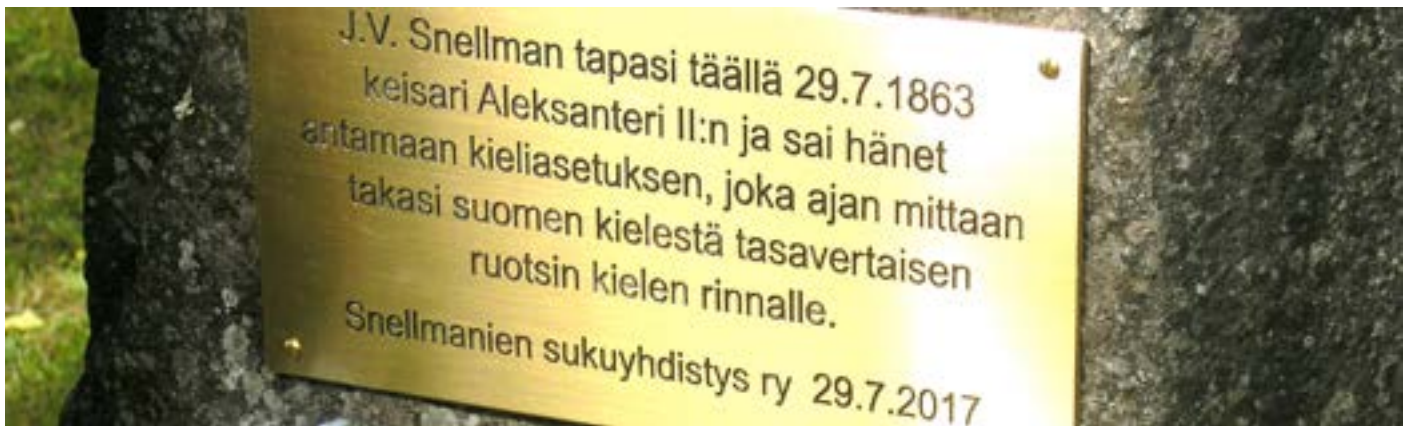 J.V. Snellman tapasi täällä 29.7.1863
keisari Aleksanteri II:n ja sai hänet
antamaan kieliasetuksen, joka ajan mittaan
takasi suomen kielestä tasavertaisen
ruotsin kielen rinnalle.
Snellmanien sukuyhdistys ry 29.7.2017